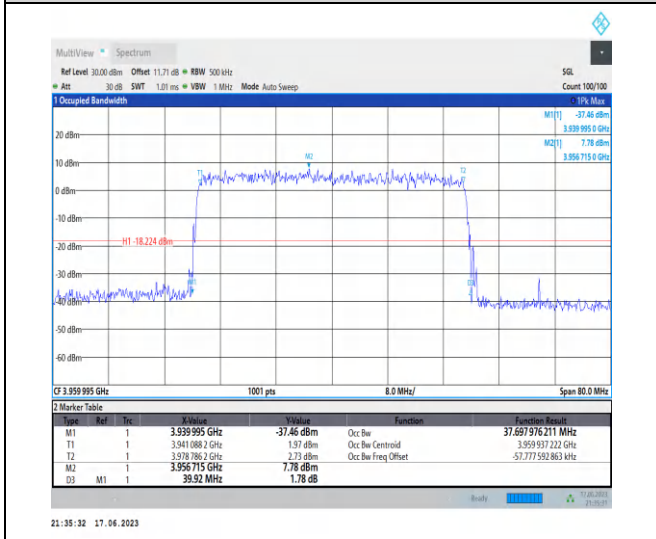 MultiView Spectrum
Ref Level 30.00 dBm Offset 11.71 dB RBW 500 kHz SGL
Att 30 dB SWT 1.01 ms VBW 1 MHz Mode Auto Sweep Count 100/100
1 Occupied Bandwidth 1Pk Max
M1[1] -37.46 dBm
3.939 995 0 GHz
M2[1] 7.78 dBm
3.956 715 0 GHz
20 dBm
10 dBm
0 dBm
-10 dBm
-20 dBm
-30 dBm
-40 dBm
-50 dBm
-60 dBm
M2
T1
T2
H1 -18.224 dBm
CF 3.959 995 GHz 1001 pts 8.0 MHz/ Span 80.0 MHz
2 Marker Table
Type Ref Trc X-Value Y-Value Function Function Result
M1 1 3.939 995 GHz -37.46 dBm Occ Bw 37.697 976 211 MHz
T1 1 3.941 088 2 GHz 1.97 dBm Occ Bw Centroid 3.959 937 222 GHz
T2 1 3.978 786 2 GHz 2.73 dBm Occ Bw Freq Offset -57.777 592 863 kHz
M2 1 3.956 715 GHz 7.78 dBm
D3 M1 1 39.92 MHz 1.78 dB
Ready 17.06.2023
21:35:32 17.06.2023